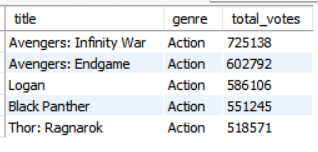 title genre total_votes
Avengers: Infinity War Action 725138
Avengers: Endgame Action 602792
Logan Action 586106
Black Panther Action 551245
Thor: Ragnarok Action 518571